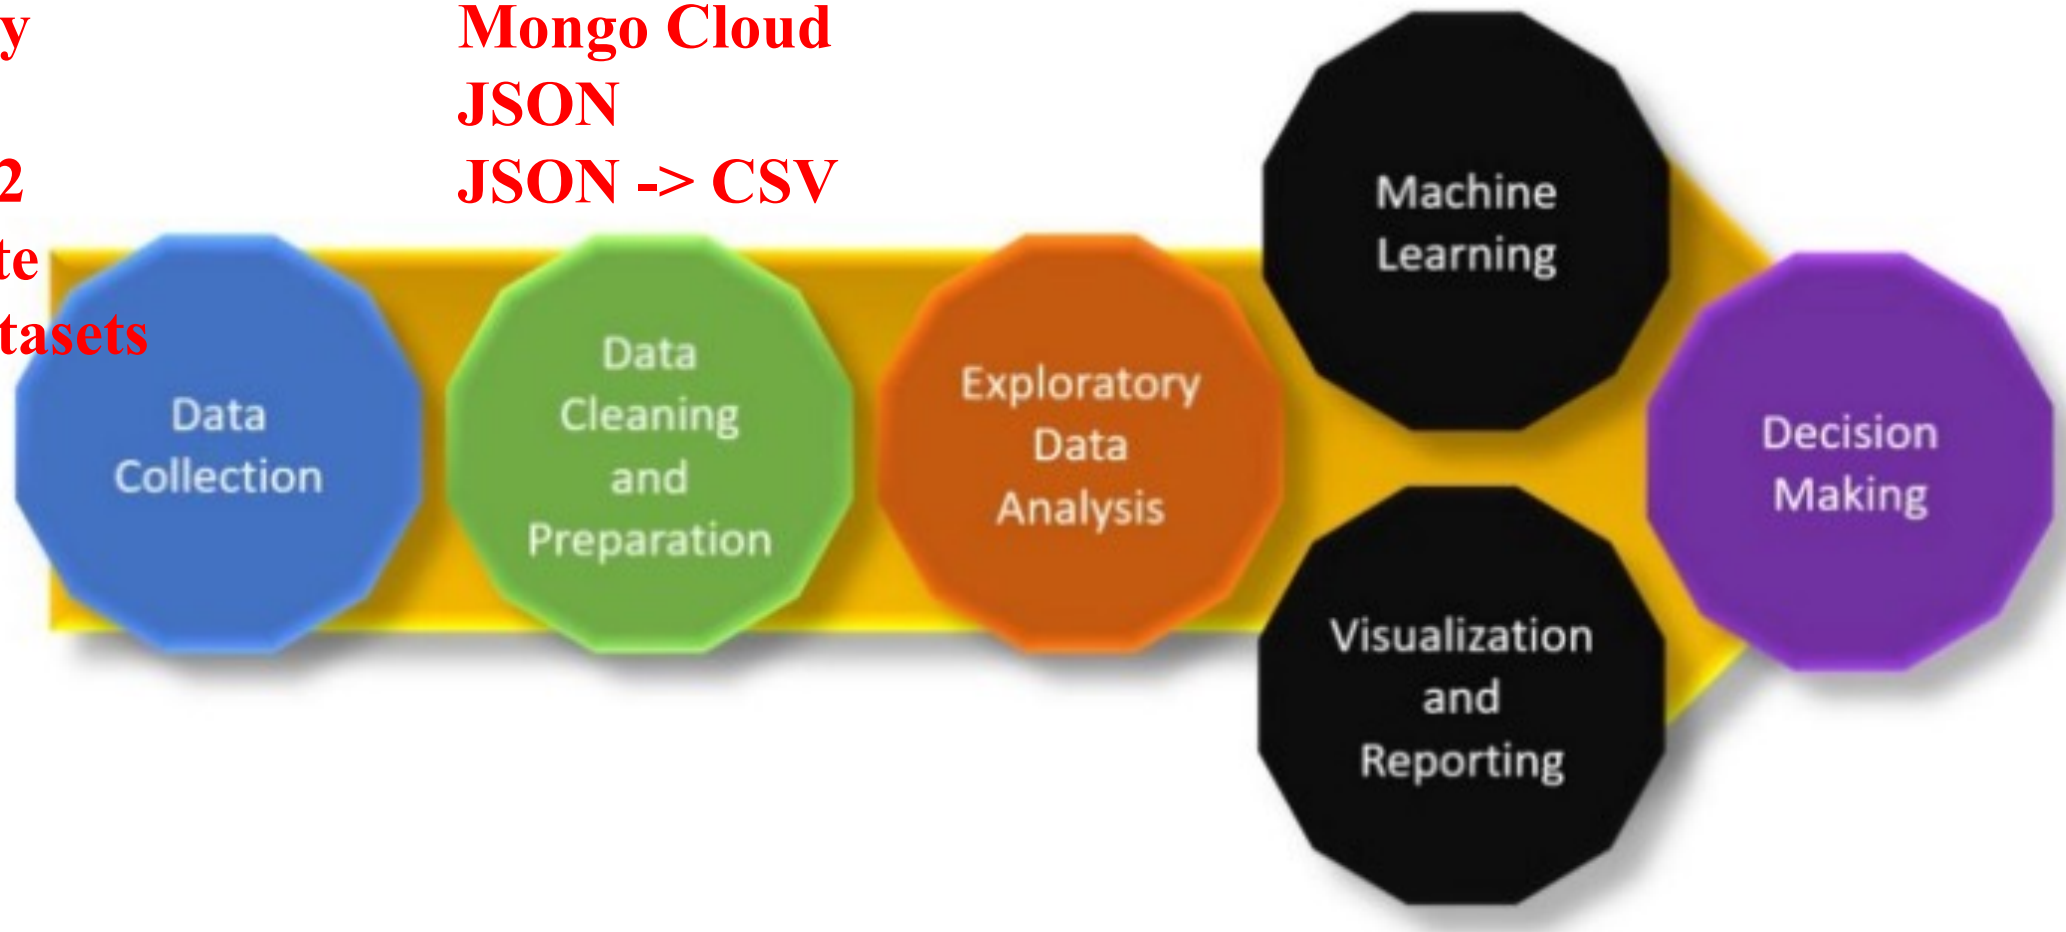 y
2
te
tasets
Mongo Cloud
JSON
JSON -> CSV
Data
Collection
Data
Cleaning
and
Preparation
Exploratory
Data
Analysis
Machine
Learning
Visualization
and
Reporting
Decision
Making